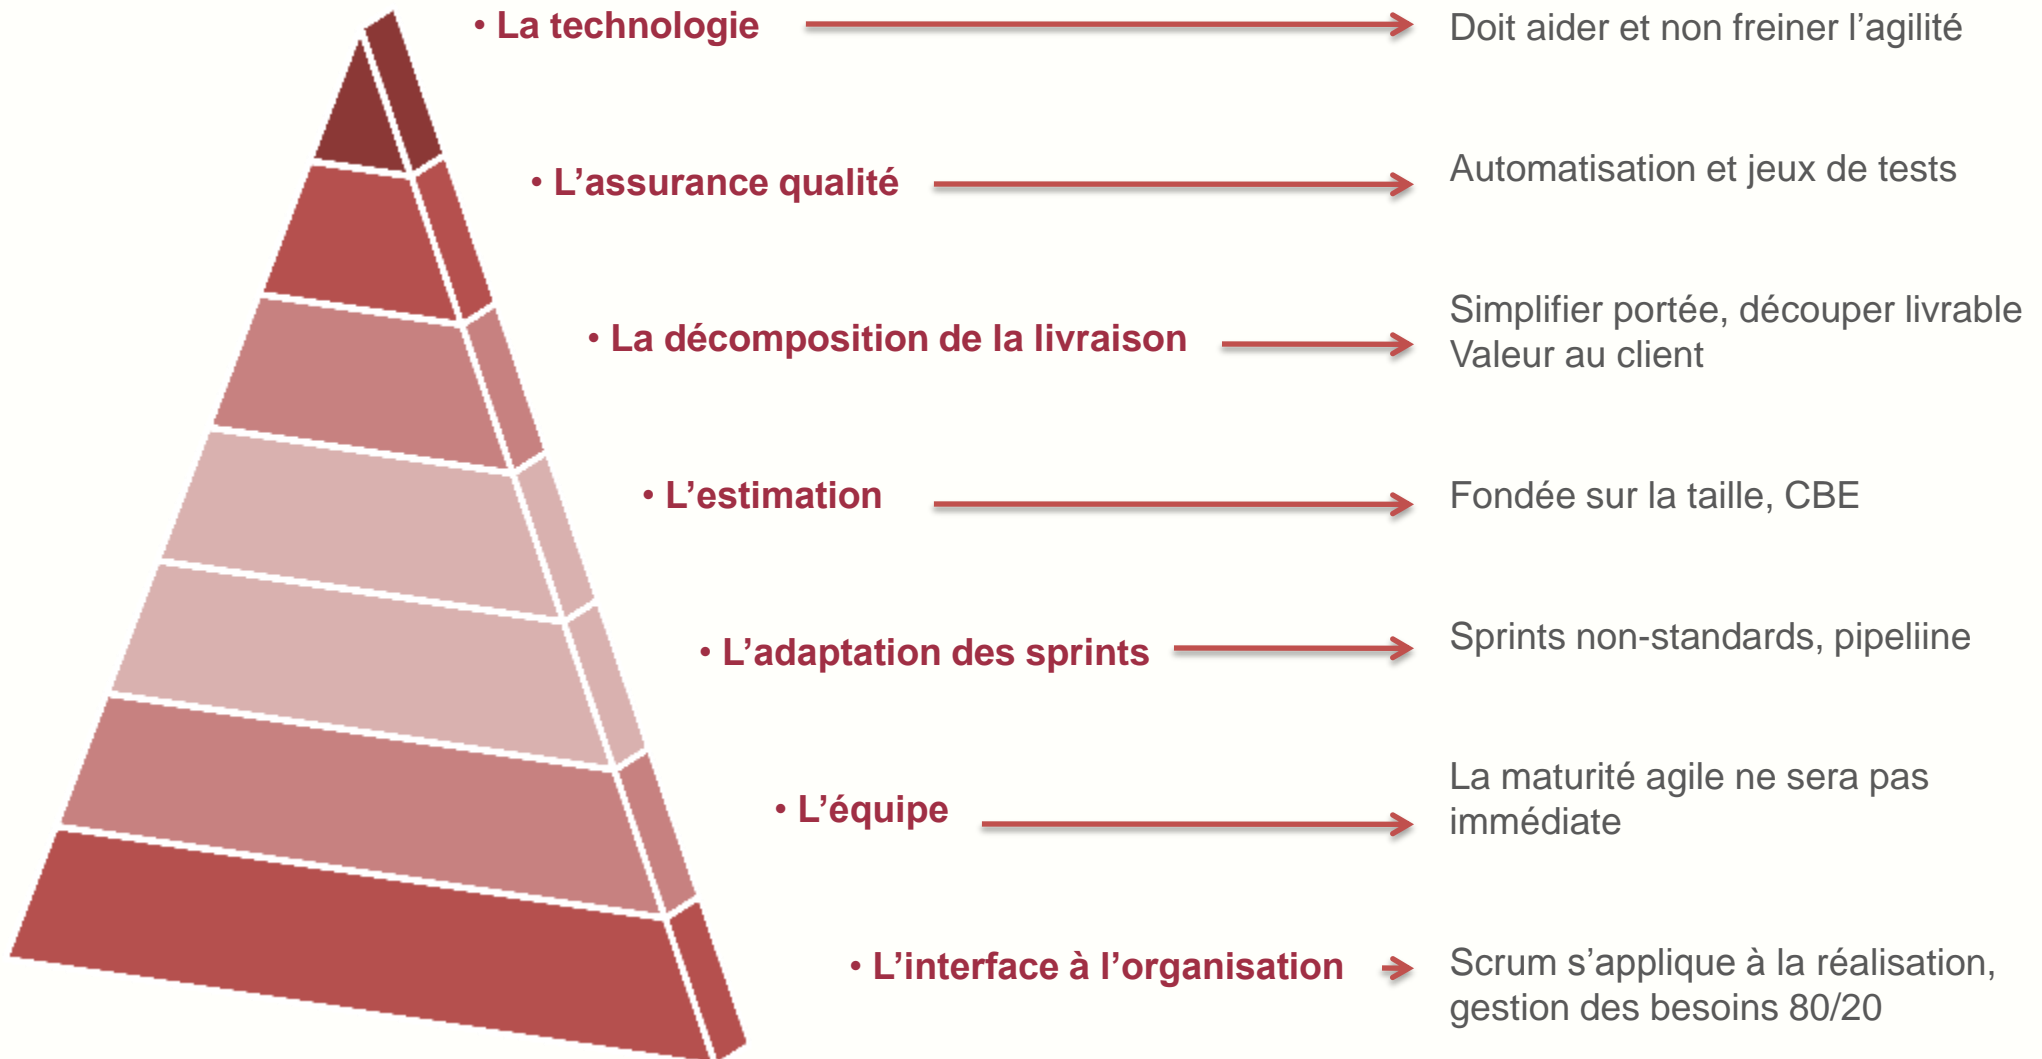 • La technologie
Doit aider et non freiner l’agilité
• L’assurance qualité
Automatisation et jeux de tests
• La décomposition de la livraison
Simplifier portée, découper livrable
Valeur au client
• L’estimation
Fondée sur la taille, CBE
• L’adaptation des sprints
Sprints non-standards, pipeliine
• L’équipe
La maturité agile ne sera pas
immédiate
• L’interface à l’organisation
Scrum s’applique à la réalisation,
gestion des besoins 80/20